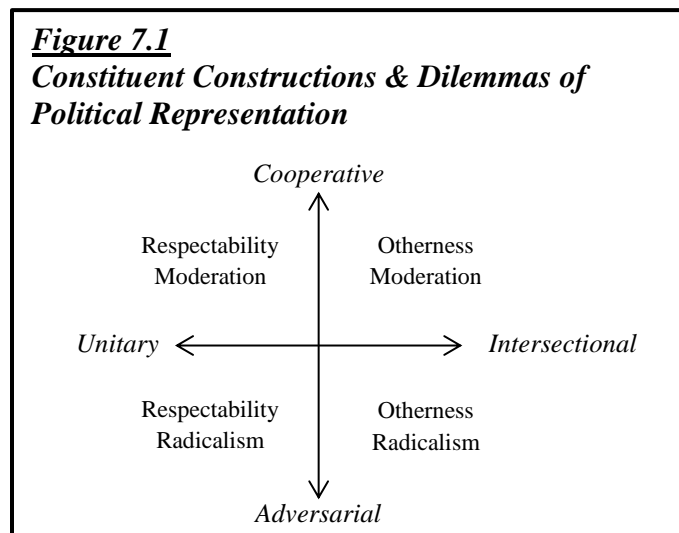 Figure 7.1
Constituent Constructions & Dilemmas of
Political Representation
Cooperative
Respectability
Moderation
Otherness
Moderation
Unitary
Intersectional
Respectability
Radicalism
Otherness
Radicalism
Adversarial